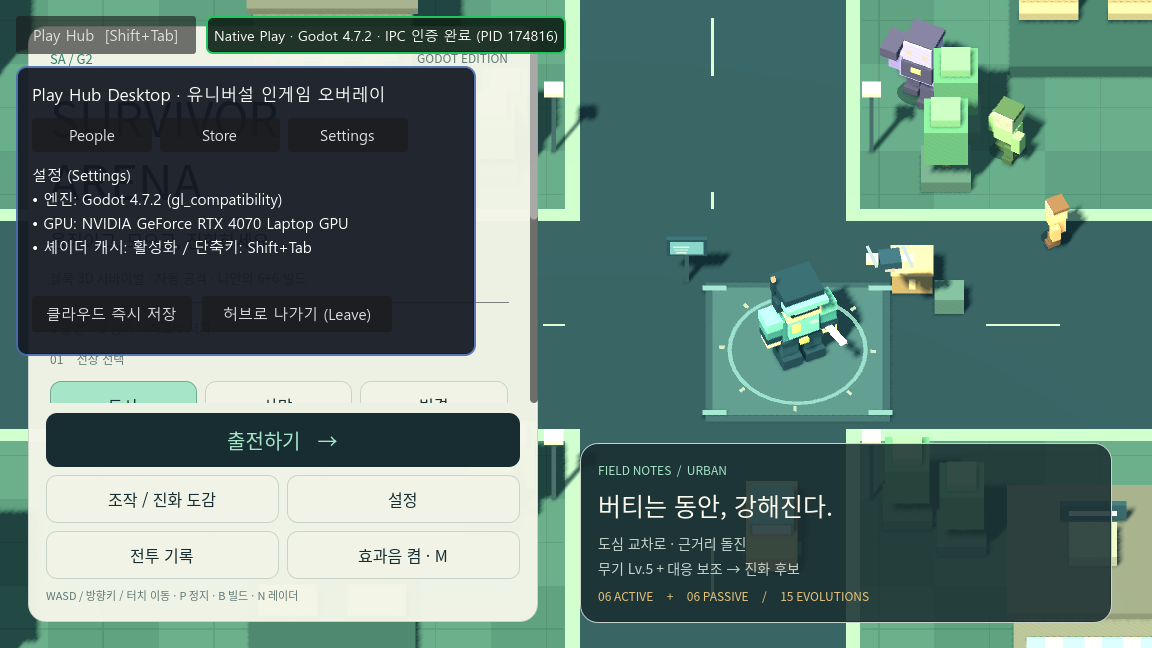 Play Hub [Shift+Tab]
Native Play · Godot 4.7.2 · IPC 인증 완료 (PID 174816)
SA / G2
GODOT EDITION
SURVIVOR
ARENA
Play Hub Desktop · 유니버설 인게임 오버레이
People
Store
Settings
설정 (Settings)
• 엔진: Godot 4.7.2 (gl_compatibility)
• GPU: NVIDIA GeForce RTX 4070 Laptop GPU
• 셰이더 캐시: 활성화 / 단축키: Shift+Tab
클라우드 즉시 저장
허브로 나가기 (Leave)
01 전장 선택
출전하기 →
조작 / 진화 도감
설정
전투 기록
효과음 켬 · M
WASD / 방향키 / 터치 이동 · P 정지 · B 빌드 · N 레이더
FIELD NOTES / URBAN
버티는 동안, 강해진다.
도심 교차로 · 근거리 돌진
무기 Lv.5 + 대응 보조 → 진화 후보
06 ACTIVE + 06 PASSIVE / 15 EVOLUTIONS